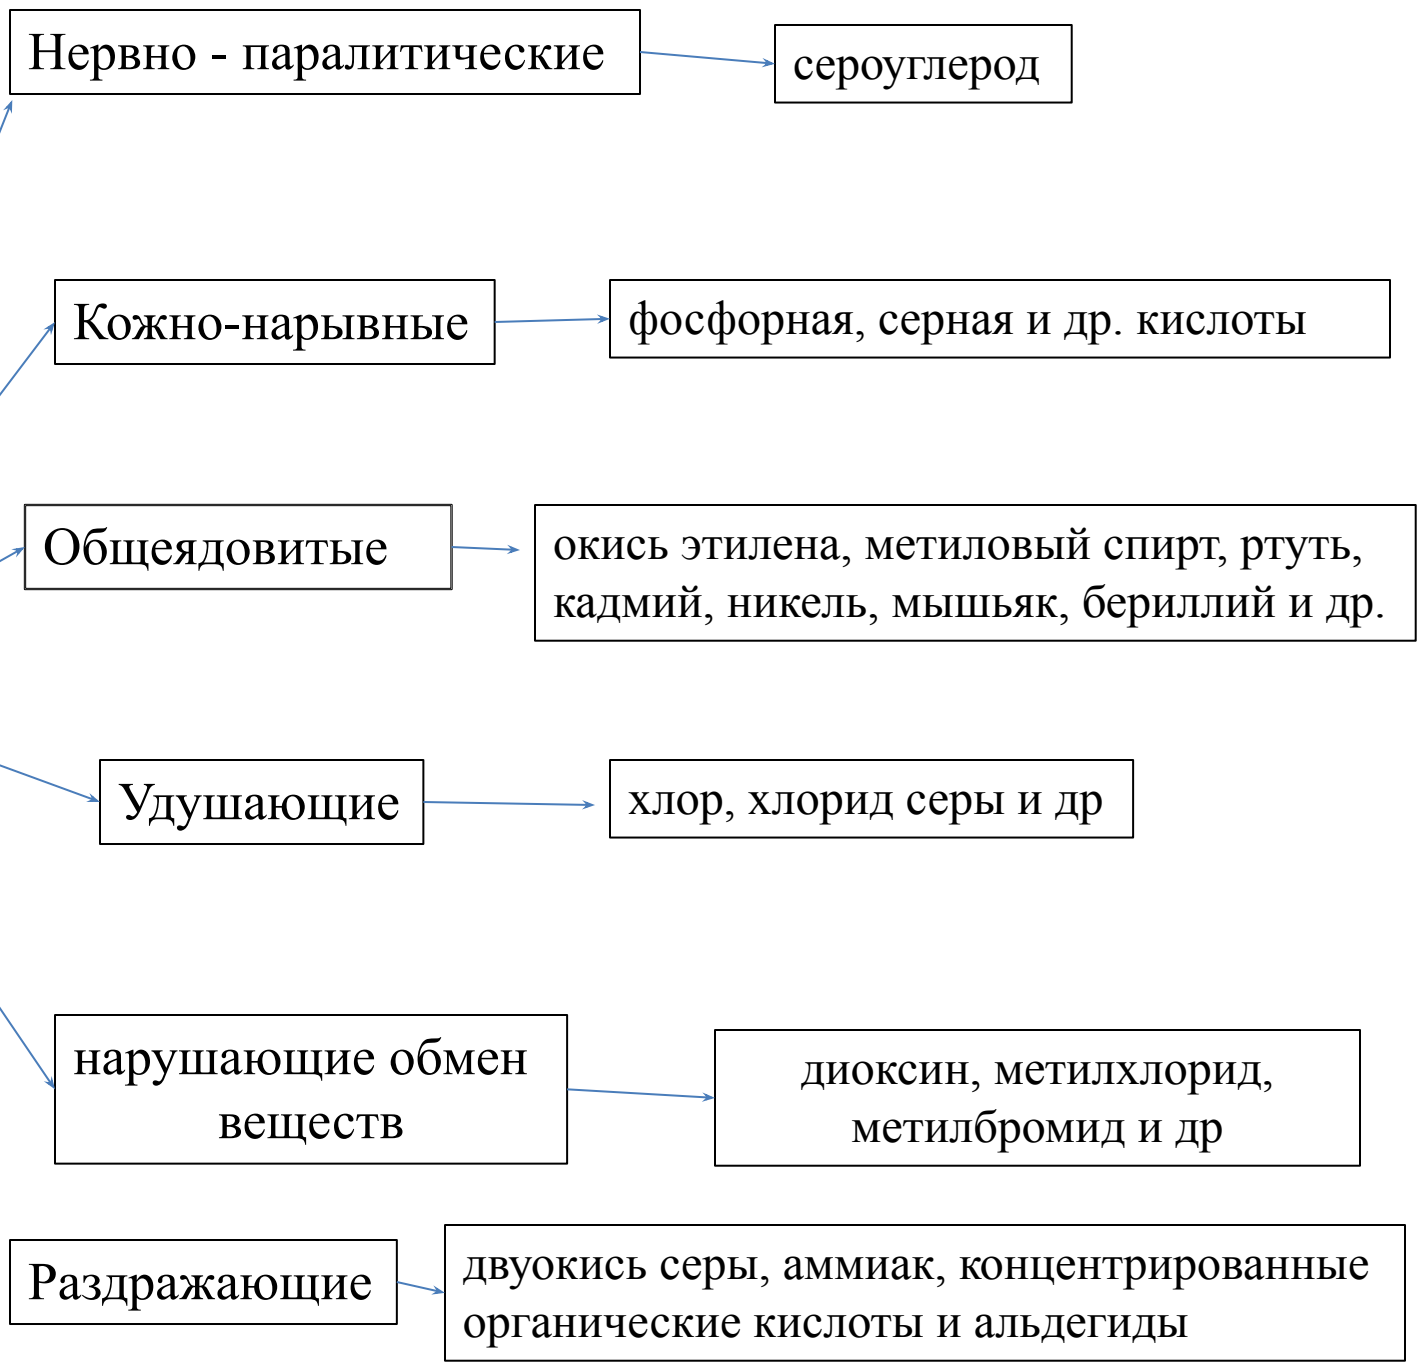 Нервно - паралитические
сероуглерод
Кожно-нарывные
фосфорная, серная и др. кислоты
Общеядовитые
окись этилена, метиловый спирт, ртуть,
кадмий, никель, мышьяк, бериллий и др.
Удушающие
хлор, хлорид серы и др
нарушающие обмен
веществ
диоксин, метилхлорид,
метилбромид и др
Раздражающие
двуокись серы, аммиак, концентрированные
органические кислоты и альдегиды